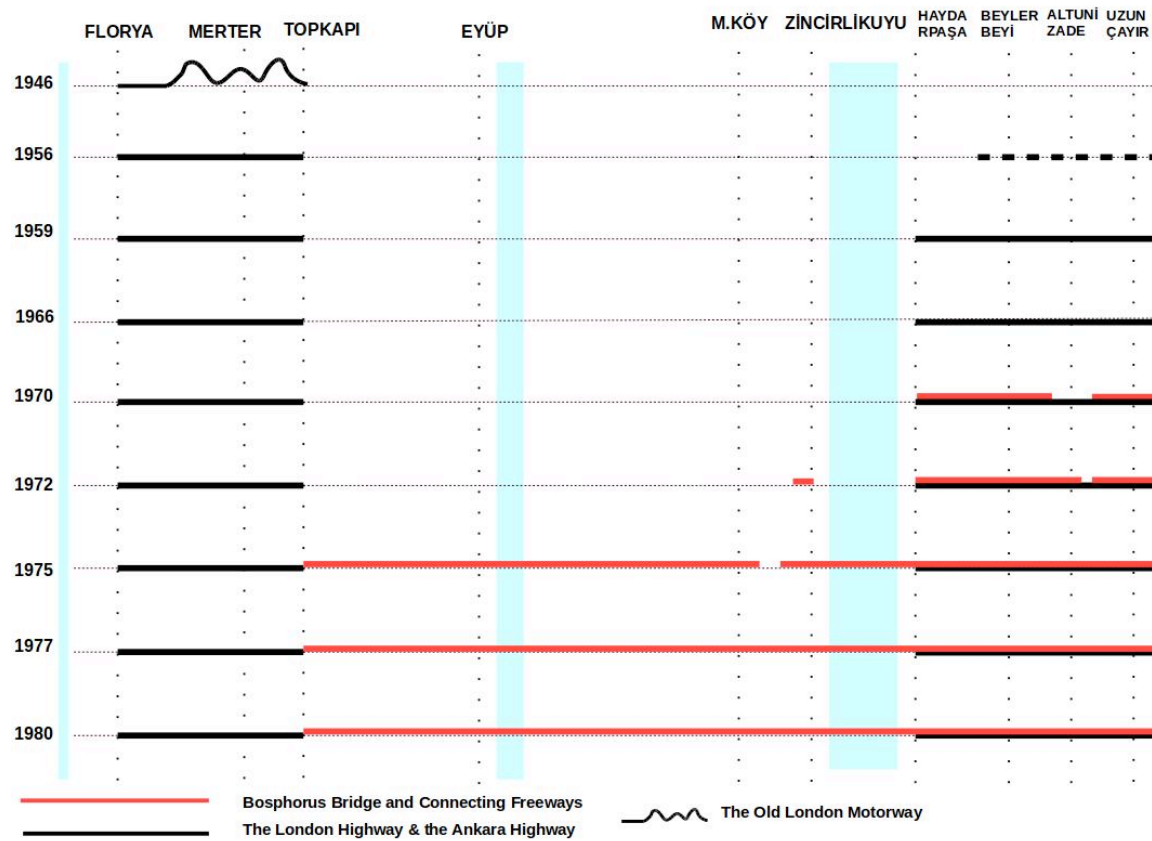 FLORYA MERTER TOPKAPI EYÜP M.KÖY ZİNCİRLİKUYU HAYDA BEYLER ALTUNİ UZUN
RPAŞA BEYİ ZADE ÇAYIR
1946
1956
1959
1966
1970
1972
1975
1977
1980
Bosphorus Bridge and Connecting Freeways
The London Highway & the Ankara Highway
The Old London Motorway